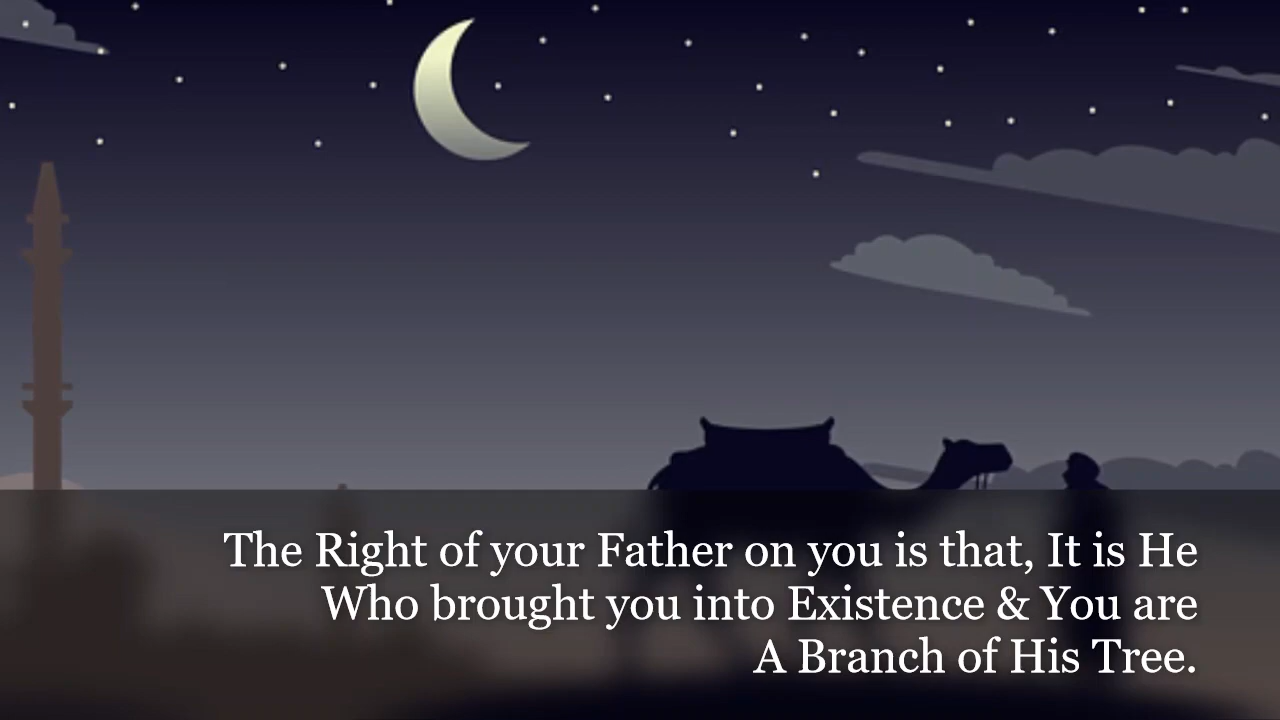 The Right of your Father on you is that, It is He
Who brought you into Existence & You are
A Branch of His Tree.